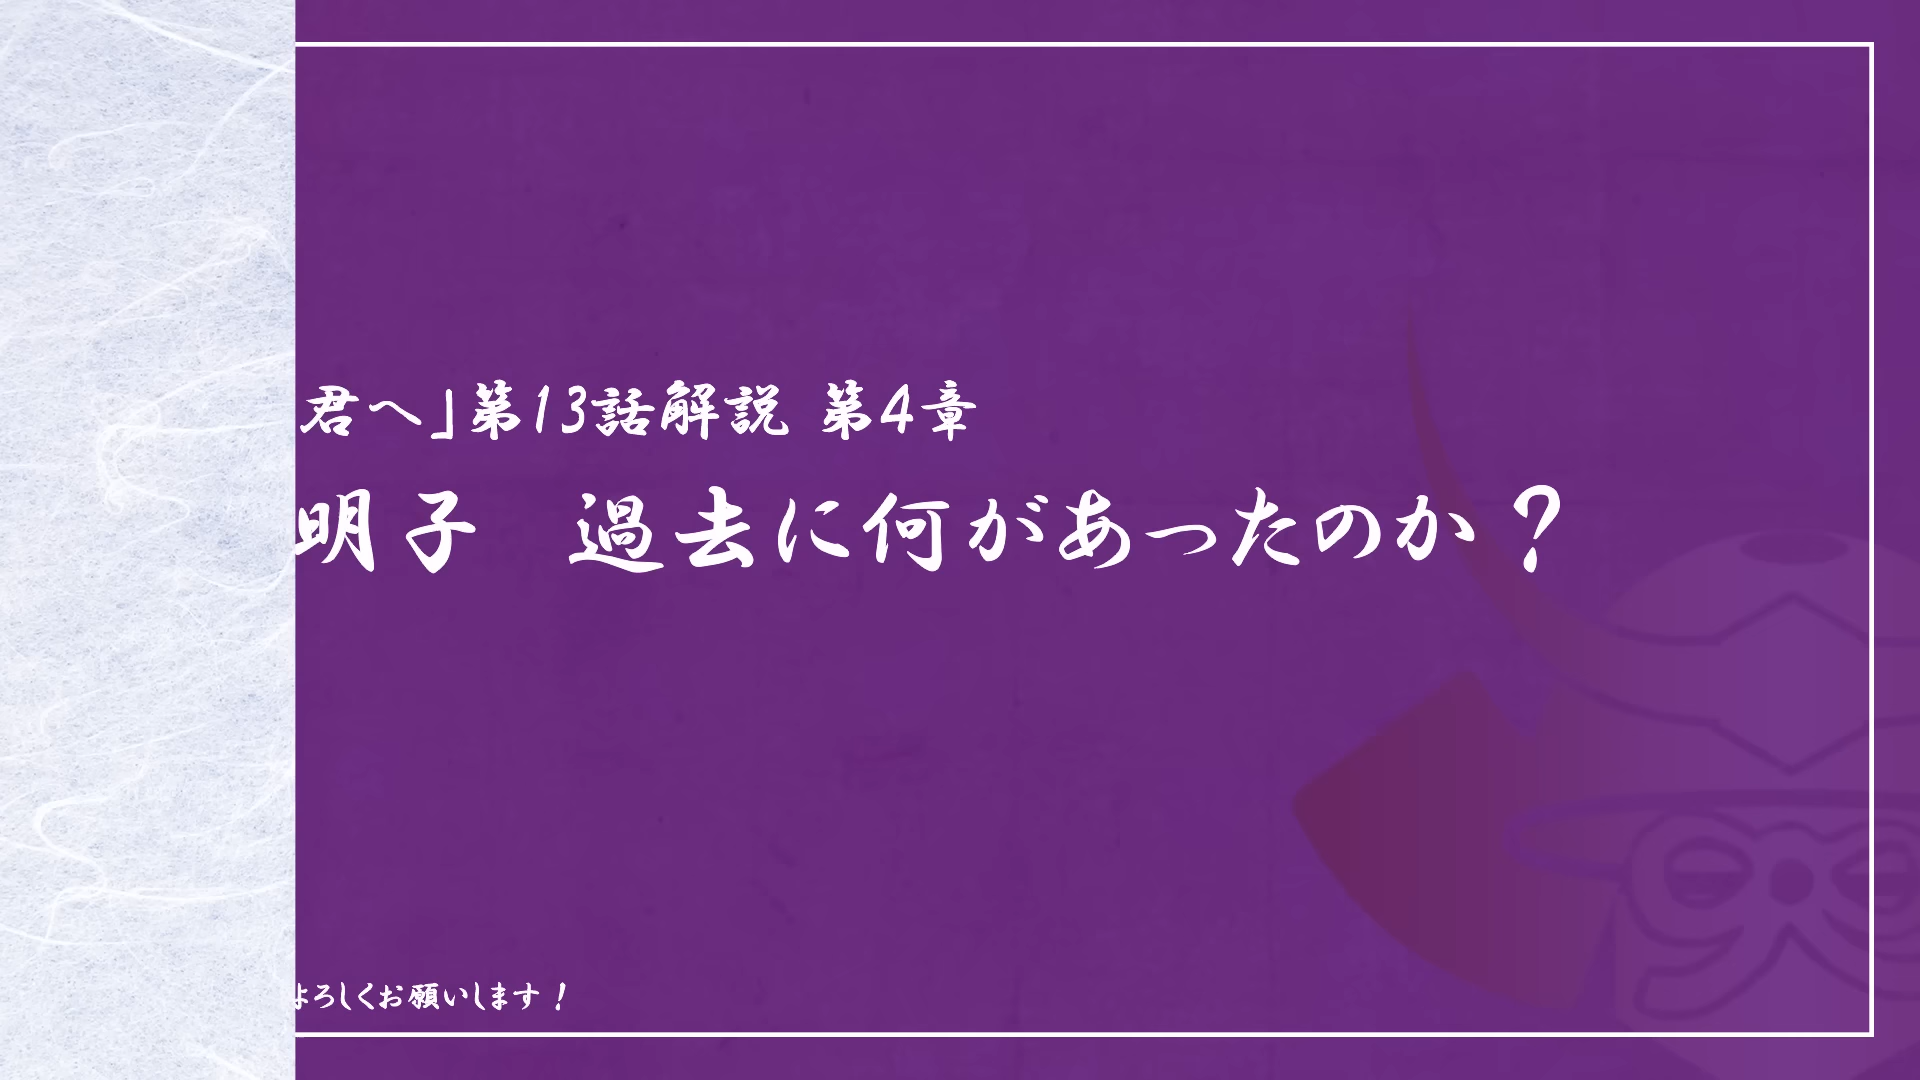 君へ」第13話解説 第4章
明子　過去に何があったのか？
よろしくお願いします！